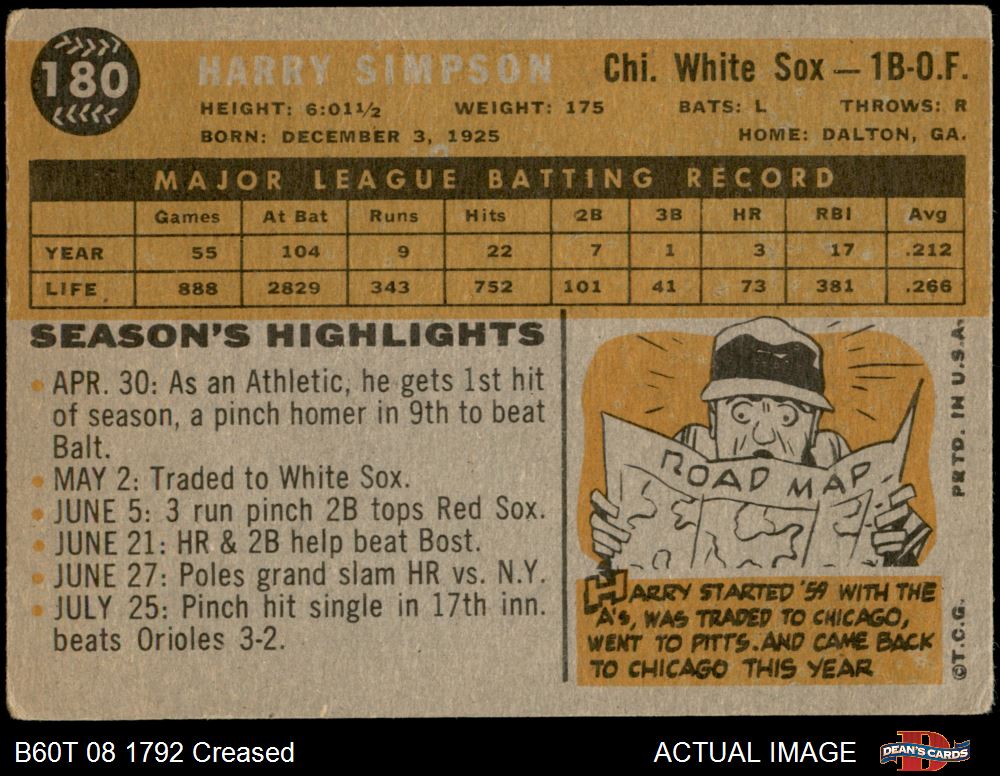 180
HARRY SIMPSON Chi. White Sox — 1B-O.F.
HEIGHT: 6:01½ WEIGHT: 175 BATS: L THROWS: R
BORN: DECEMBER 3, 1925 HOME: DALTON, GA.
MAJOR LEAGUE BATTING RECORD
Games At Bat Runs Hits 2B 3B HR RBI Avg
YEAR 55 104 9 22 7 1 3 17 .212
LIFE 888 2829 343 752 101 41 73 381 .266
SEASON'S HIGHLIGHTS
• APR. 30: As an Athletic, he gets 1st hit
of season, a pinch homer in 9th to beat
Balt.
• MAY 2: Traded to White Sox.
• JUNE 5: 3 run pinch 2B tops Red Sox.
• JUNE 21: HR & 2B help beat Bost.
• JUNE 27: Poles grand slam HR vs. N.Y.
• JULY 25: Pinch hit single in 17th inn.
beats Orioles 3-2.
ROAD MAP
HARRY STARTED '59 WITH THE
A's, WAS TRADED TO CHICAGO,
WENT TO PITTS. AND CAME BACK
TO CHICAGO THIS YEAR
©T.C.G. PRTD. IN U.S.A.
B60T 08 1792 Creased ACTUAL IMAGE
DEAN'S CARDS